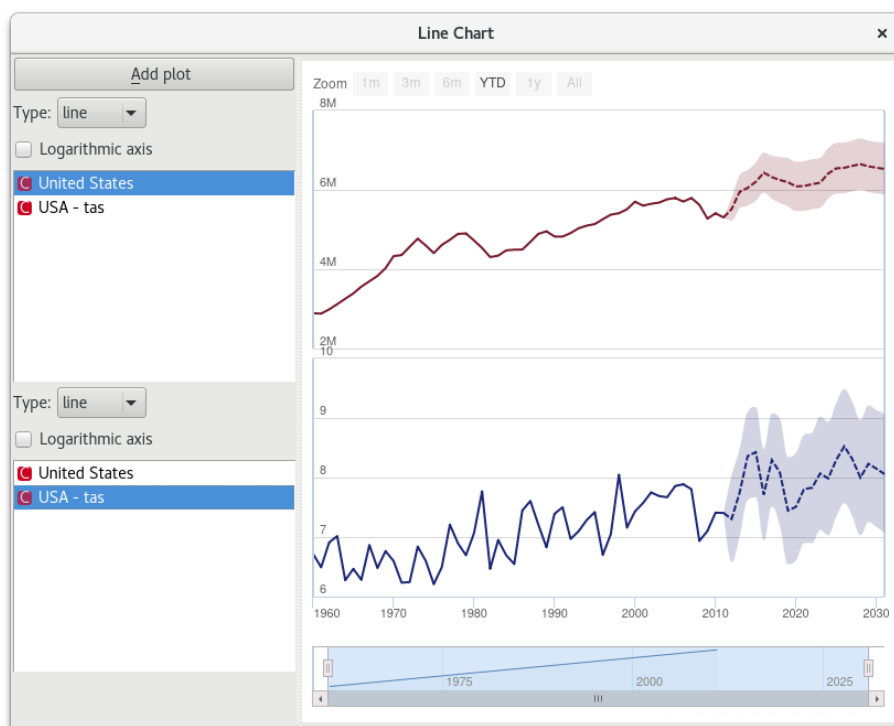 Line Chart
×
Add plot
Type: line
Logarithmic axis
C United States
C USA - tas
Type: line
Logarithmic axis
C United States
C USA - tas
Zoom 1m 3m 6m YTD 1y All
8M
6M
4M
2M
10
9
8
7
6
1960 1970 1980 1990 2000 2010 2020 2030
1975 2000 2025